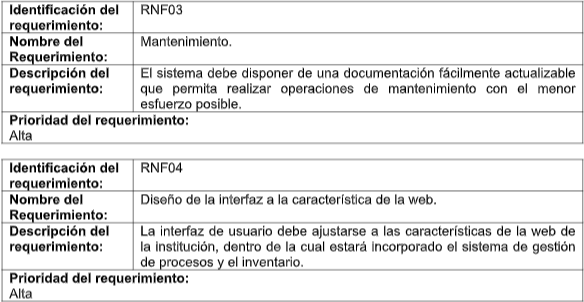 Identificación del requerimiento: RNF03
Nombre del Requerimiento: Mantenimiento.
Descripción del requerimiento: El sistema debe disponer de una documentación fácilmente actualizable
que permita realizar operaciones de mantenimiento con el menor
esfuerzo posible.
Prioridad del requerimiento:
Alta
Identificación del requerimiento: RNF04
Nombre del Requerimiento: Diseño de la interfaz a la característica de la web.
Descripción del requerimiento: La interfaz de usuario debe ajustarse a las características de la web de
la institución, dentro de la cual estará incorporado el sistema de gestión
de procesos y el inventario.
Prioridad del requerimiento:
Alta